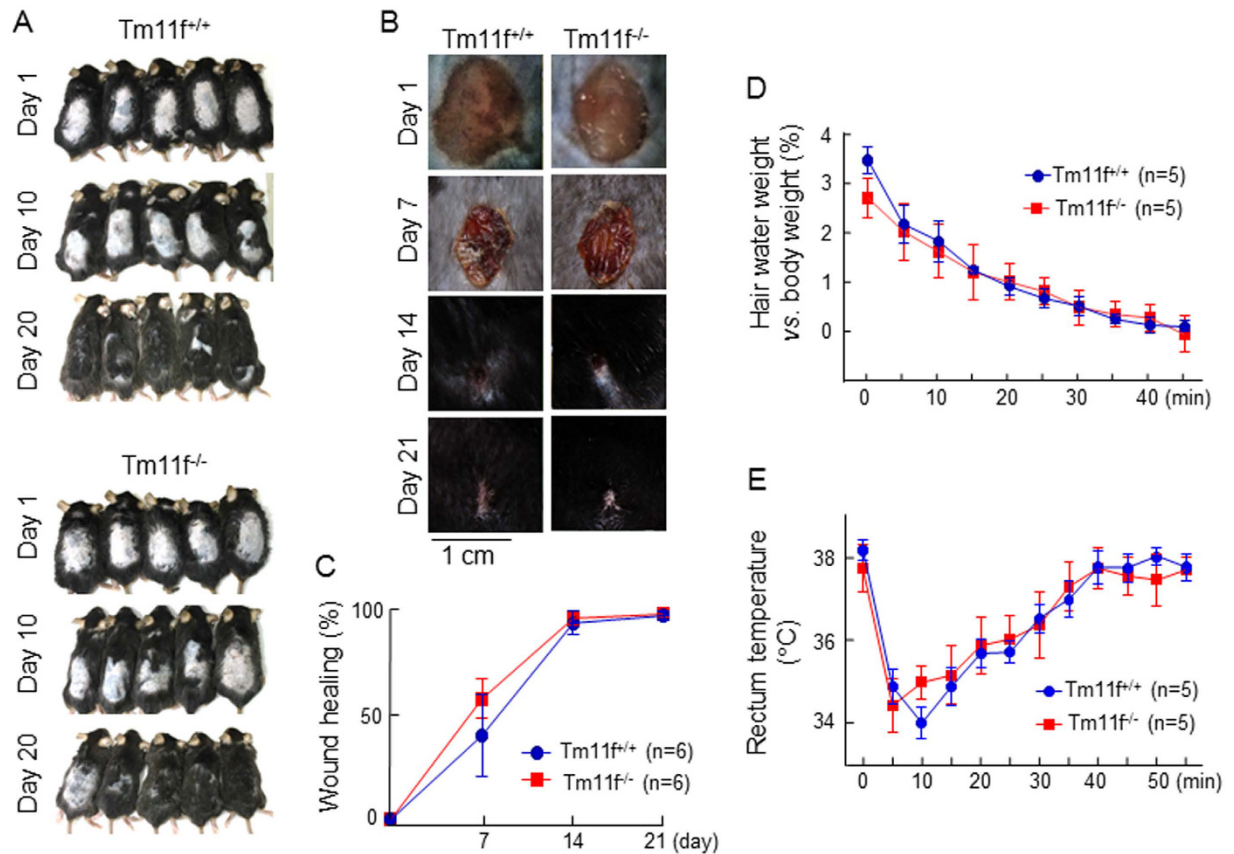 A
Tm11f+/+
Day 1
Day 10
Day 20
Tm11f-/-
Day 1
Day 10
Day 20
B
Tm11f+/+ Tm11f-/-
Day 1
Day 7
Day 14
Day 21
1 cm
C
Wound healing (%)
100
50
0
7 14 21 (day)
Tm11f+/+ (n=6)
Tm11f-/- (n=6)
D
Hair water weight
vs. body weight (%)
4
3
2
1
0
0 10 20 30 40 (min)
Tm11f+/+ (n=5)
Tm11f-/- (n=5)
E
Rectum temperature
(°C)
38
36
34
0 10 20 30 40 50 (min)
Tm11f+/+ (n=5)
Tm11f-/- (n=5)